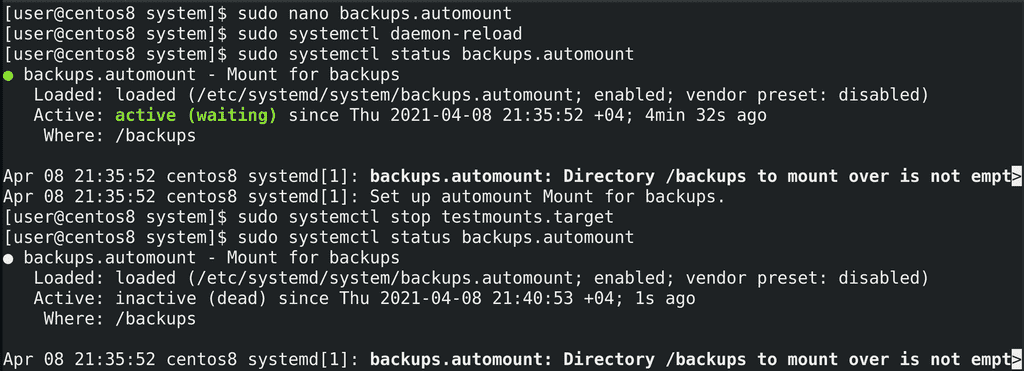 [user@centos8 system]$ sudo nano backups.automount
[user@centos8 system]$ sudo systemctl daemon-reload
[user@centos8 system]$ sudo systemctl status backups.automount
● backups.automount - Mount for backups
   Loaded: loaded (/etc/systemd/system/backups.automount; enabled; vendor preset: disabled)
   Active: active (waiting) since Thu 2021-04-08 21:35:52 +04; 4min 32s ago
    Where: /backups

Apr 08 21:35:52 centos8 systemd[1]: backups.automount: Directory /backups to mount over is not empt>
Apr 08 21:35:52 centos8 systemd[1]: Set up automount Mount for backups.
[user@centos8 system]$ sudo systemctl stop testmounts.target
[user@centos8 system]$ sudo systemctl status backups.automount
● backups.automount - Mount for backups
   Loaded: loaded (/etc/systemd/system/backups.automount; enabled; vendor preset: disabled)
   Active: inactive (dead) since Thu 2021-04-08 21:40:53 +04; 1s ago
    Where: /backups

Apr 08 21:35:52 centos8 systemd[1]: backups.automount: Directory /backups to mount over is not empt>